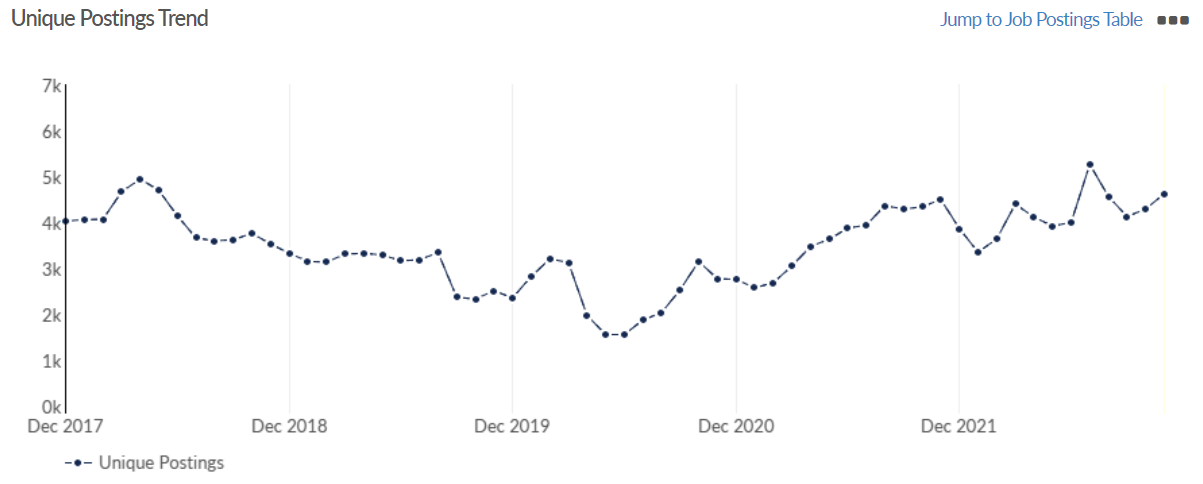 Unique Postings Trend
Jump to Job Postings Table
7k
6k
5k
4k
3k
2k
1k
0k
Dec 2017 Dec 2018 Dec 2019 Dec 2020 Dec 2021
Unique Postings